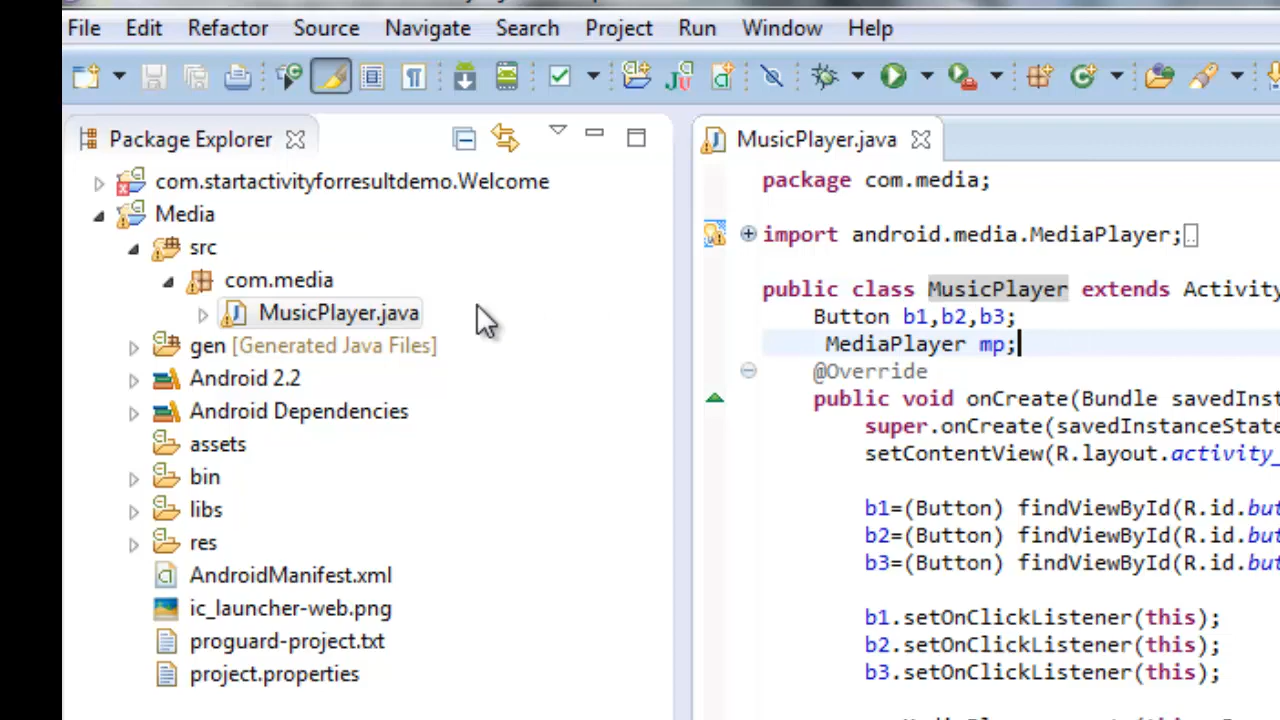 File Edit Refactor Source Navigate Search Project Run Window Help
Package Explorer
com.startactivityforresultdemo.Welcome
Media
src
com.media
MusicPlayer.java
gen [Generated Java Files]
Android 2.2
Android Dependencies
assets
bin
libs
res
AndroidManifest.xml
ic_launcher-web.png
proguard-project.txt
project.properties
MusicPlayer.java
package com.media;
import android.media.MediaPlayer;
public class MusicPlayer extends Activity
Button b1,b2,b3;
MediaPlayer mp;
@Override
public void onCreate(Bundle savedInst
super.onCreate(savedInstanceState
setContentView(R.layout.activity_
b1=(Button) findViewById(R.id.but
b2=(Button) findViewById(R.id.but
b3=(Button) findViewById(R.id.but
b1.setOnClickListener(this);
b2.setOnClickListener(this);
b3.setOnClickListener(this);